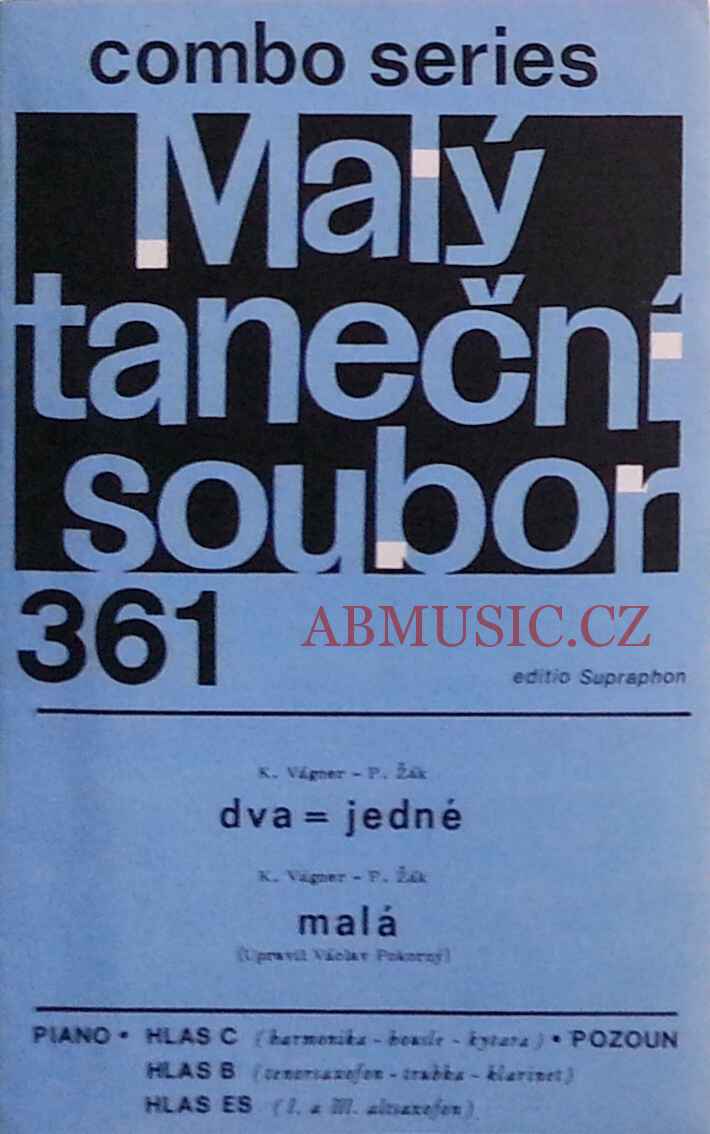 combo series
Malý
taneční
soubor
361
ABMUSIC.CZ
editio Supraphon
K. Vágner - P. Žák
dva = jedné
K. Vágner - P. Žák
malá
(Upravil Václav Pokorný)
PIANO • HLAS C (harmonika - housle - kytara) • POZOUN
HLAS B (tenorsaxofon - trubka - klarinet)
HLAS ES (I. a III. altsaxofon)